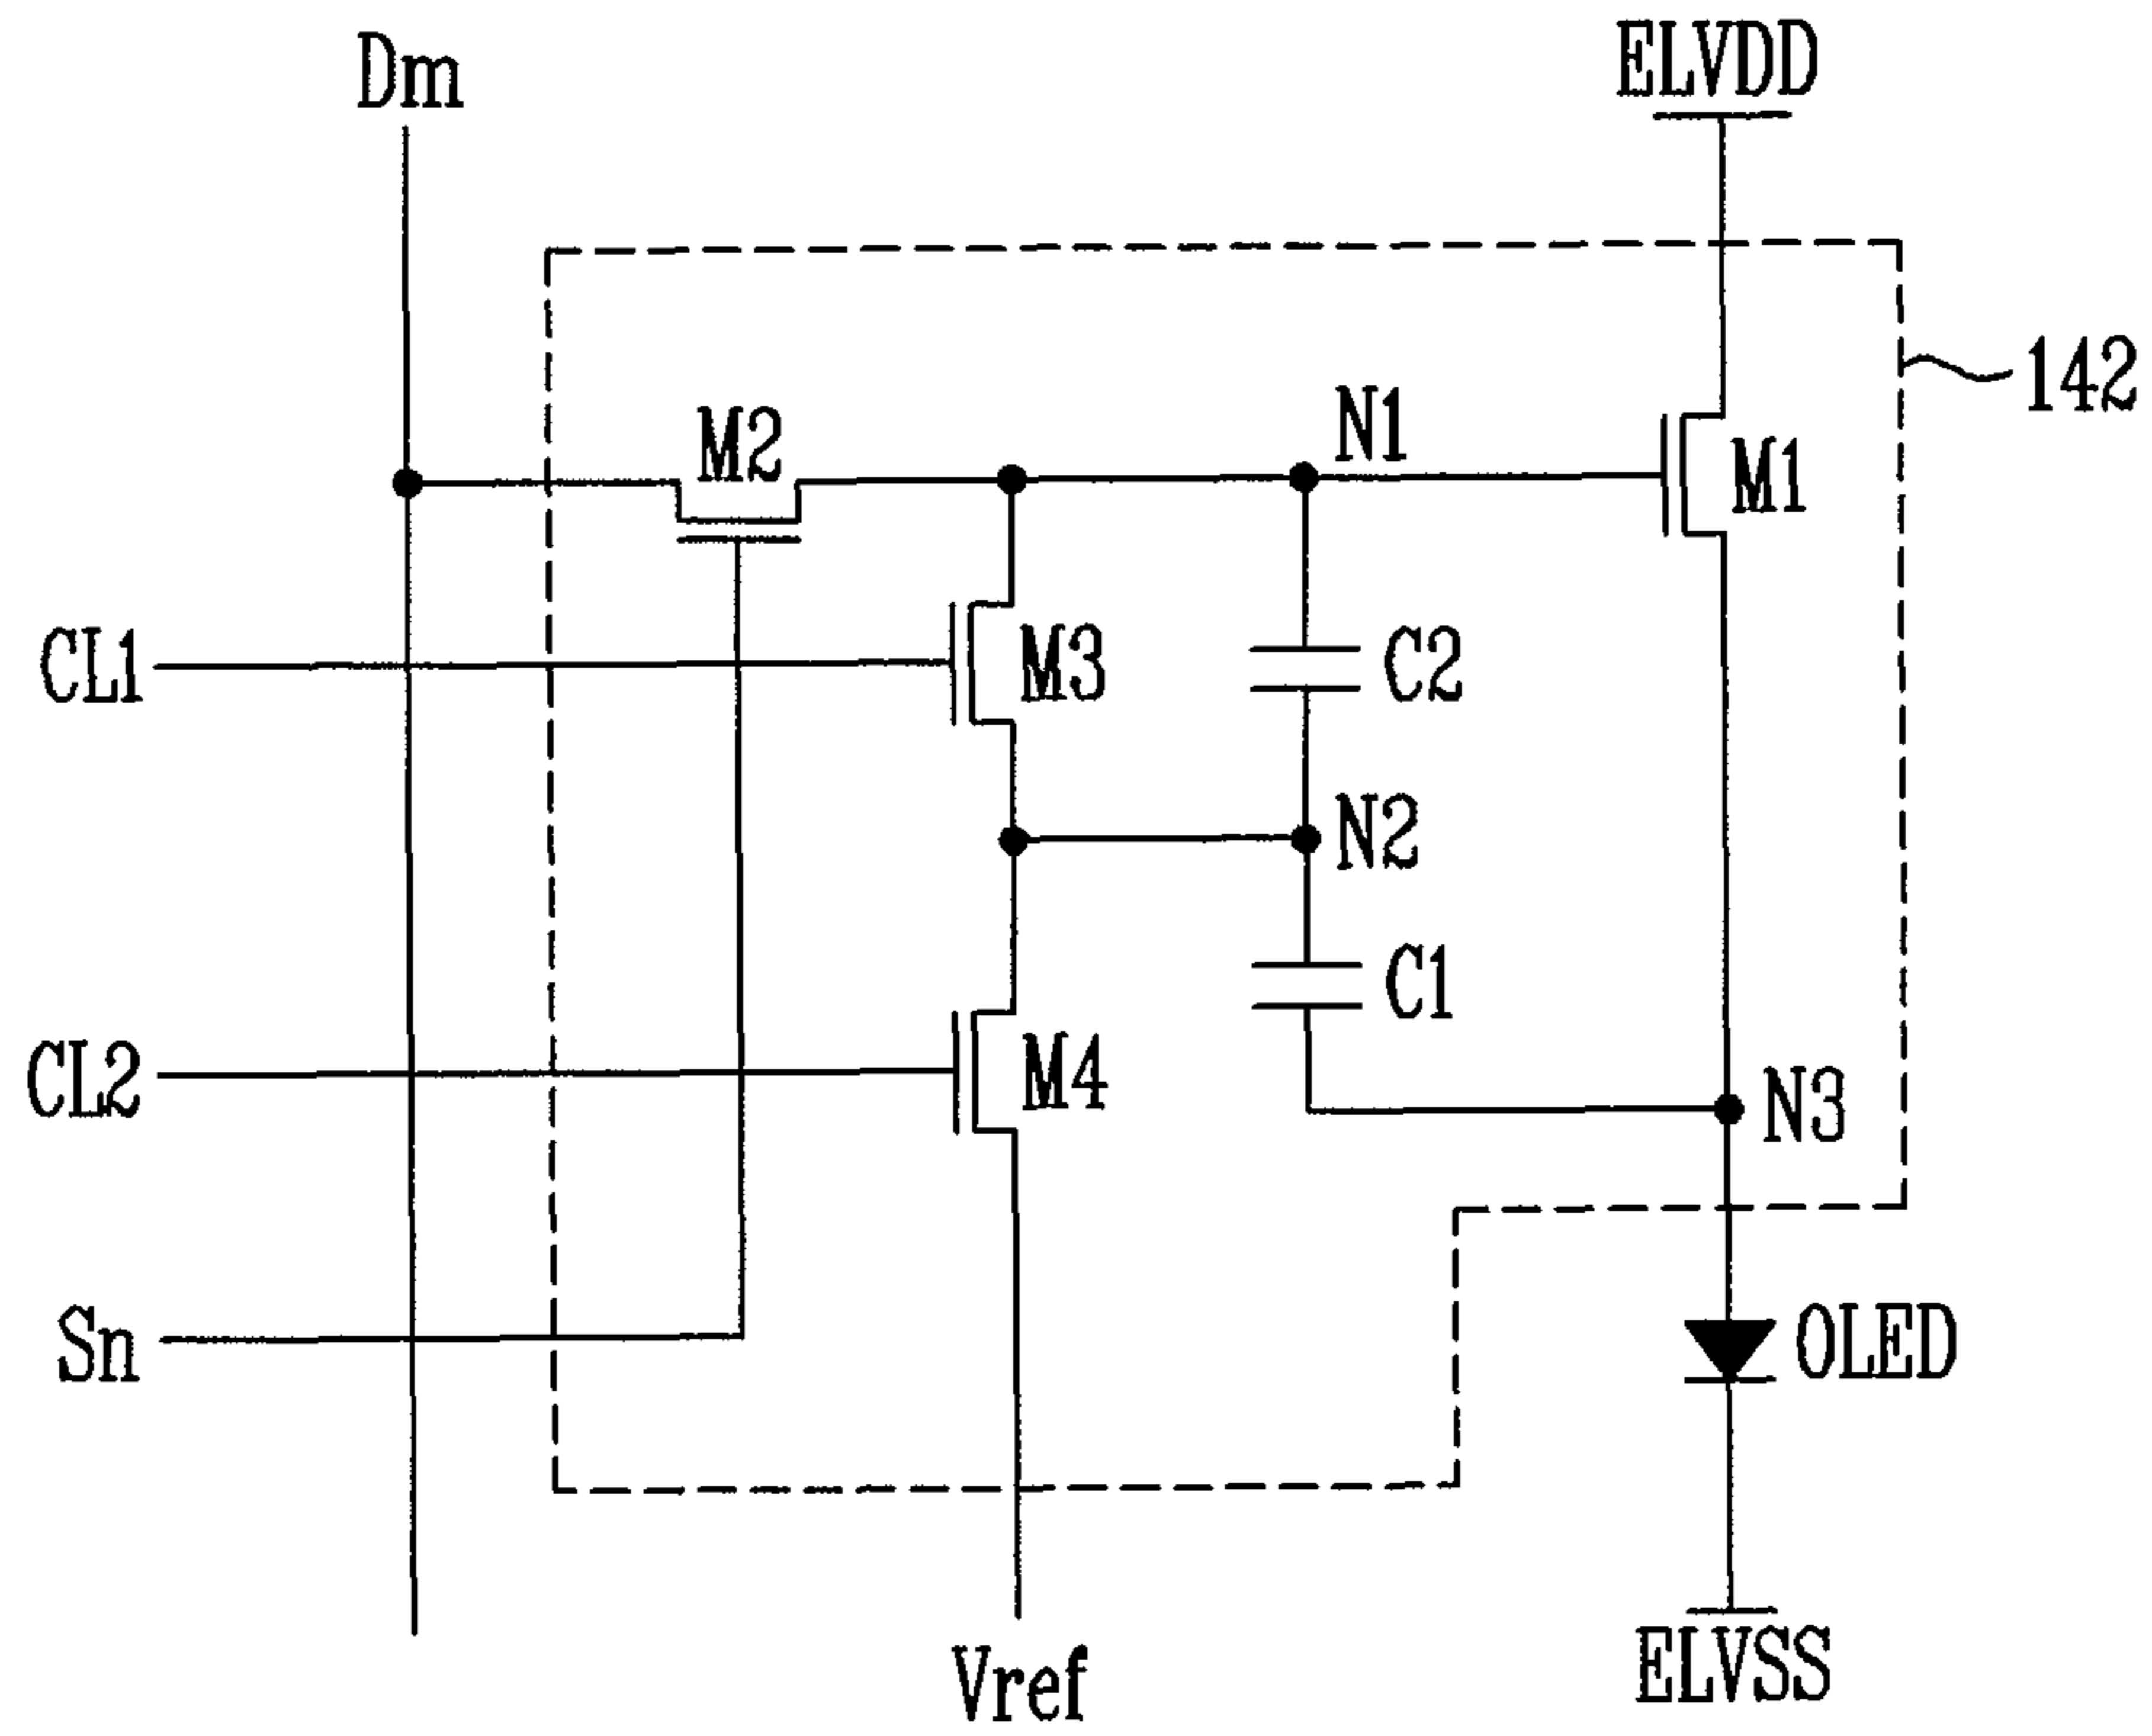 Dm
ELVDD
142
M2
N1
M1
CL1
M3
C2
N2
C1
CL2
M4
N3
Sn
OLED
Vref
ELVSS